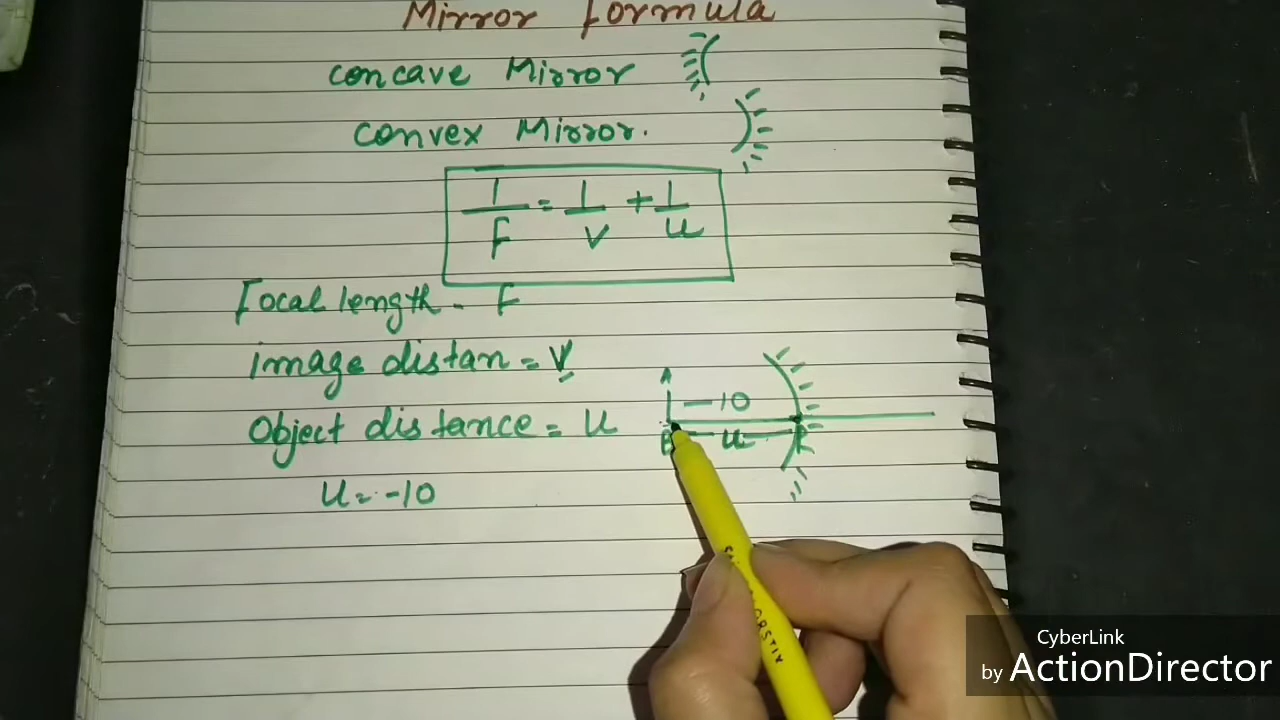 Mirror formula
concave Mirror
convex Mirror.
1/F = 1/V + 1/u
Focal length - F
image distan = V
Object distance = u
-10
B u P
u = -10
CyberLink
by ActionDirector